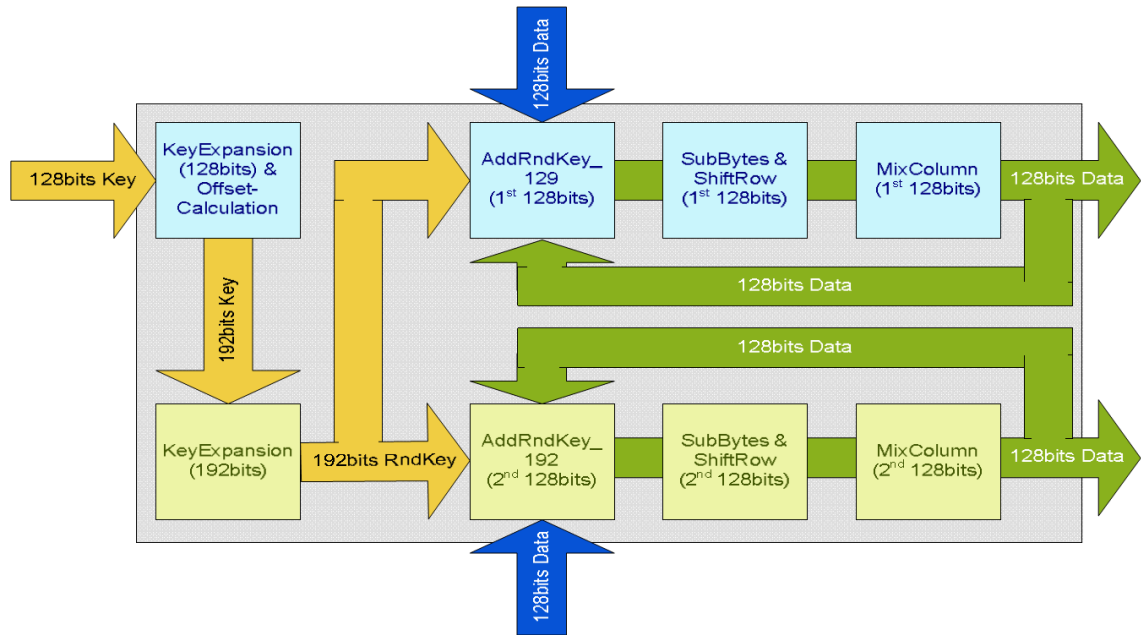 128bits Data
128bits Key
KeyExpansion
(128bits) &
Offset-
Calculation
AddRndKey_
129
(1st 128bits)
SubBytes &
ShiftRow
(1st 128bits)
MixColumn
(1st 128bits)
128bits Data
128bits Data
192bits Key
128bits Data
KeyExpansion
(192bits)
192bits RndKey
AddRndKey_
192
(2nd 128bits)
SubBytes &
ShiftRow
(2nd 128bits)
MixColumn
(2nd 128bits)
128bits Data
128bits Data